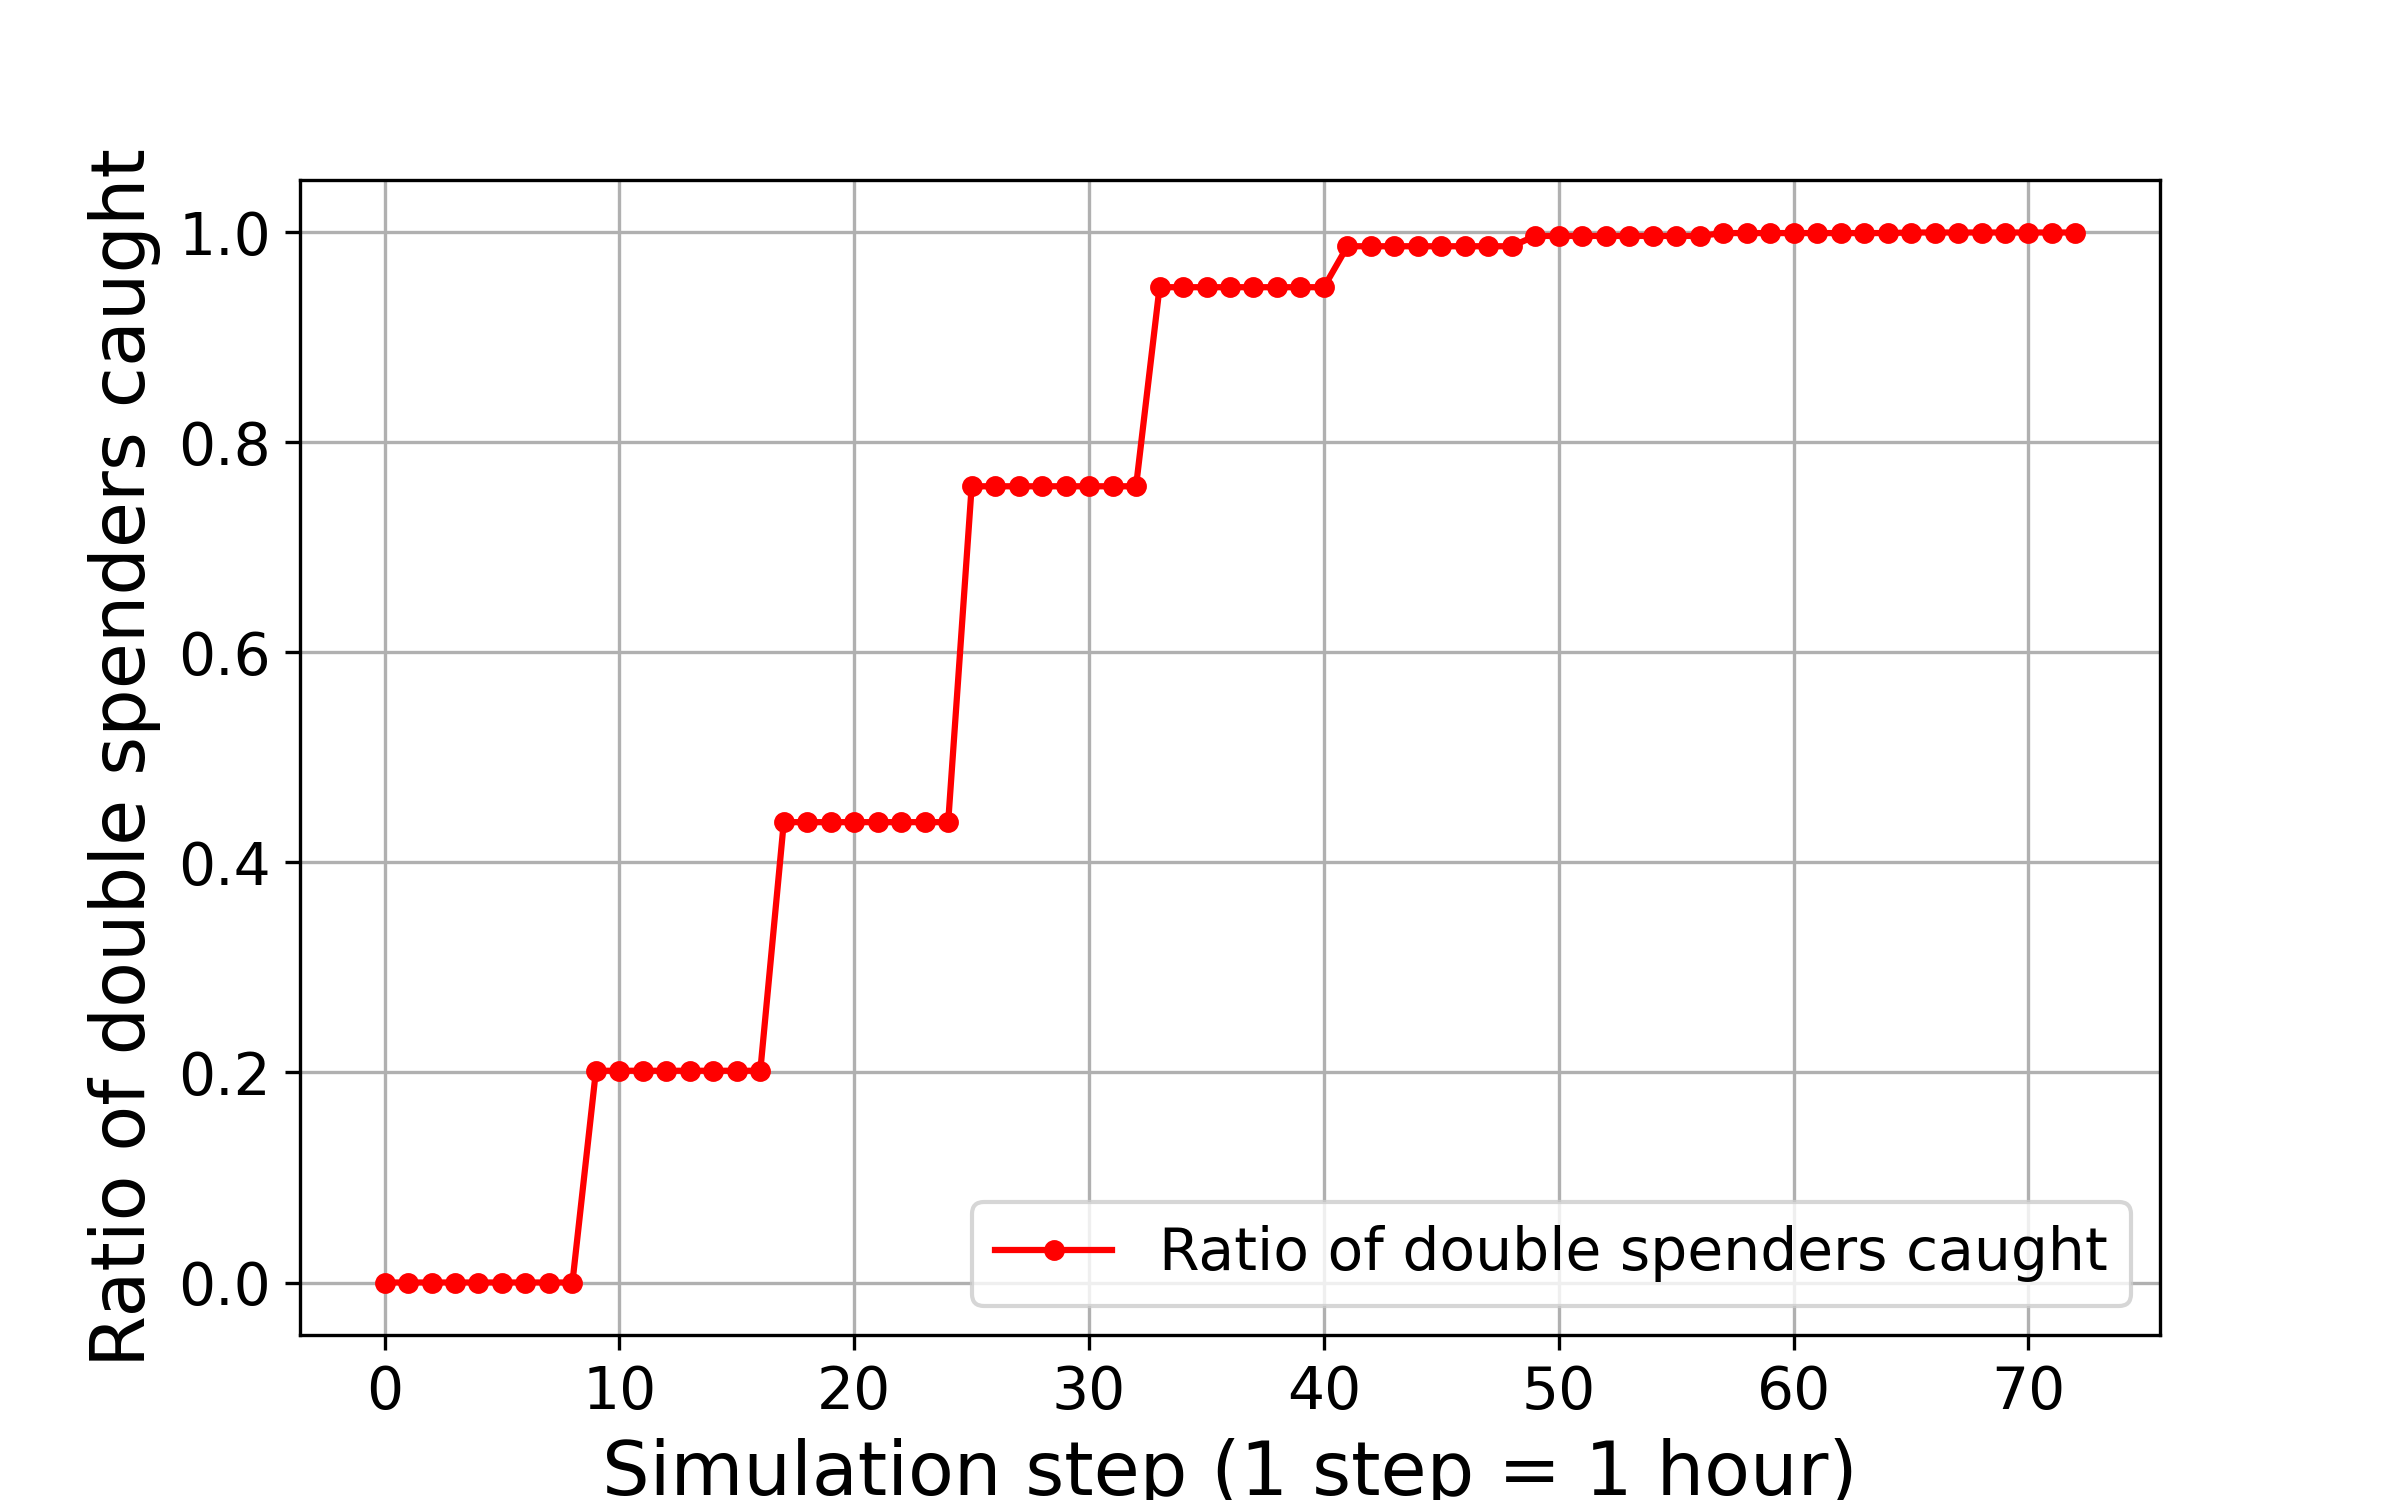 Ratio of double spenders caught
1.0
0.8
0.6
0.4
0.2
0.0
Ratio of double spenders caught
0 10 20 30 40 50 60 70
Simulation step (1 step = 1 hour)